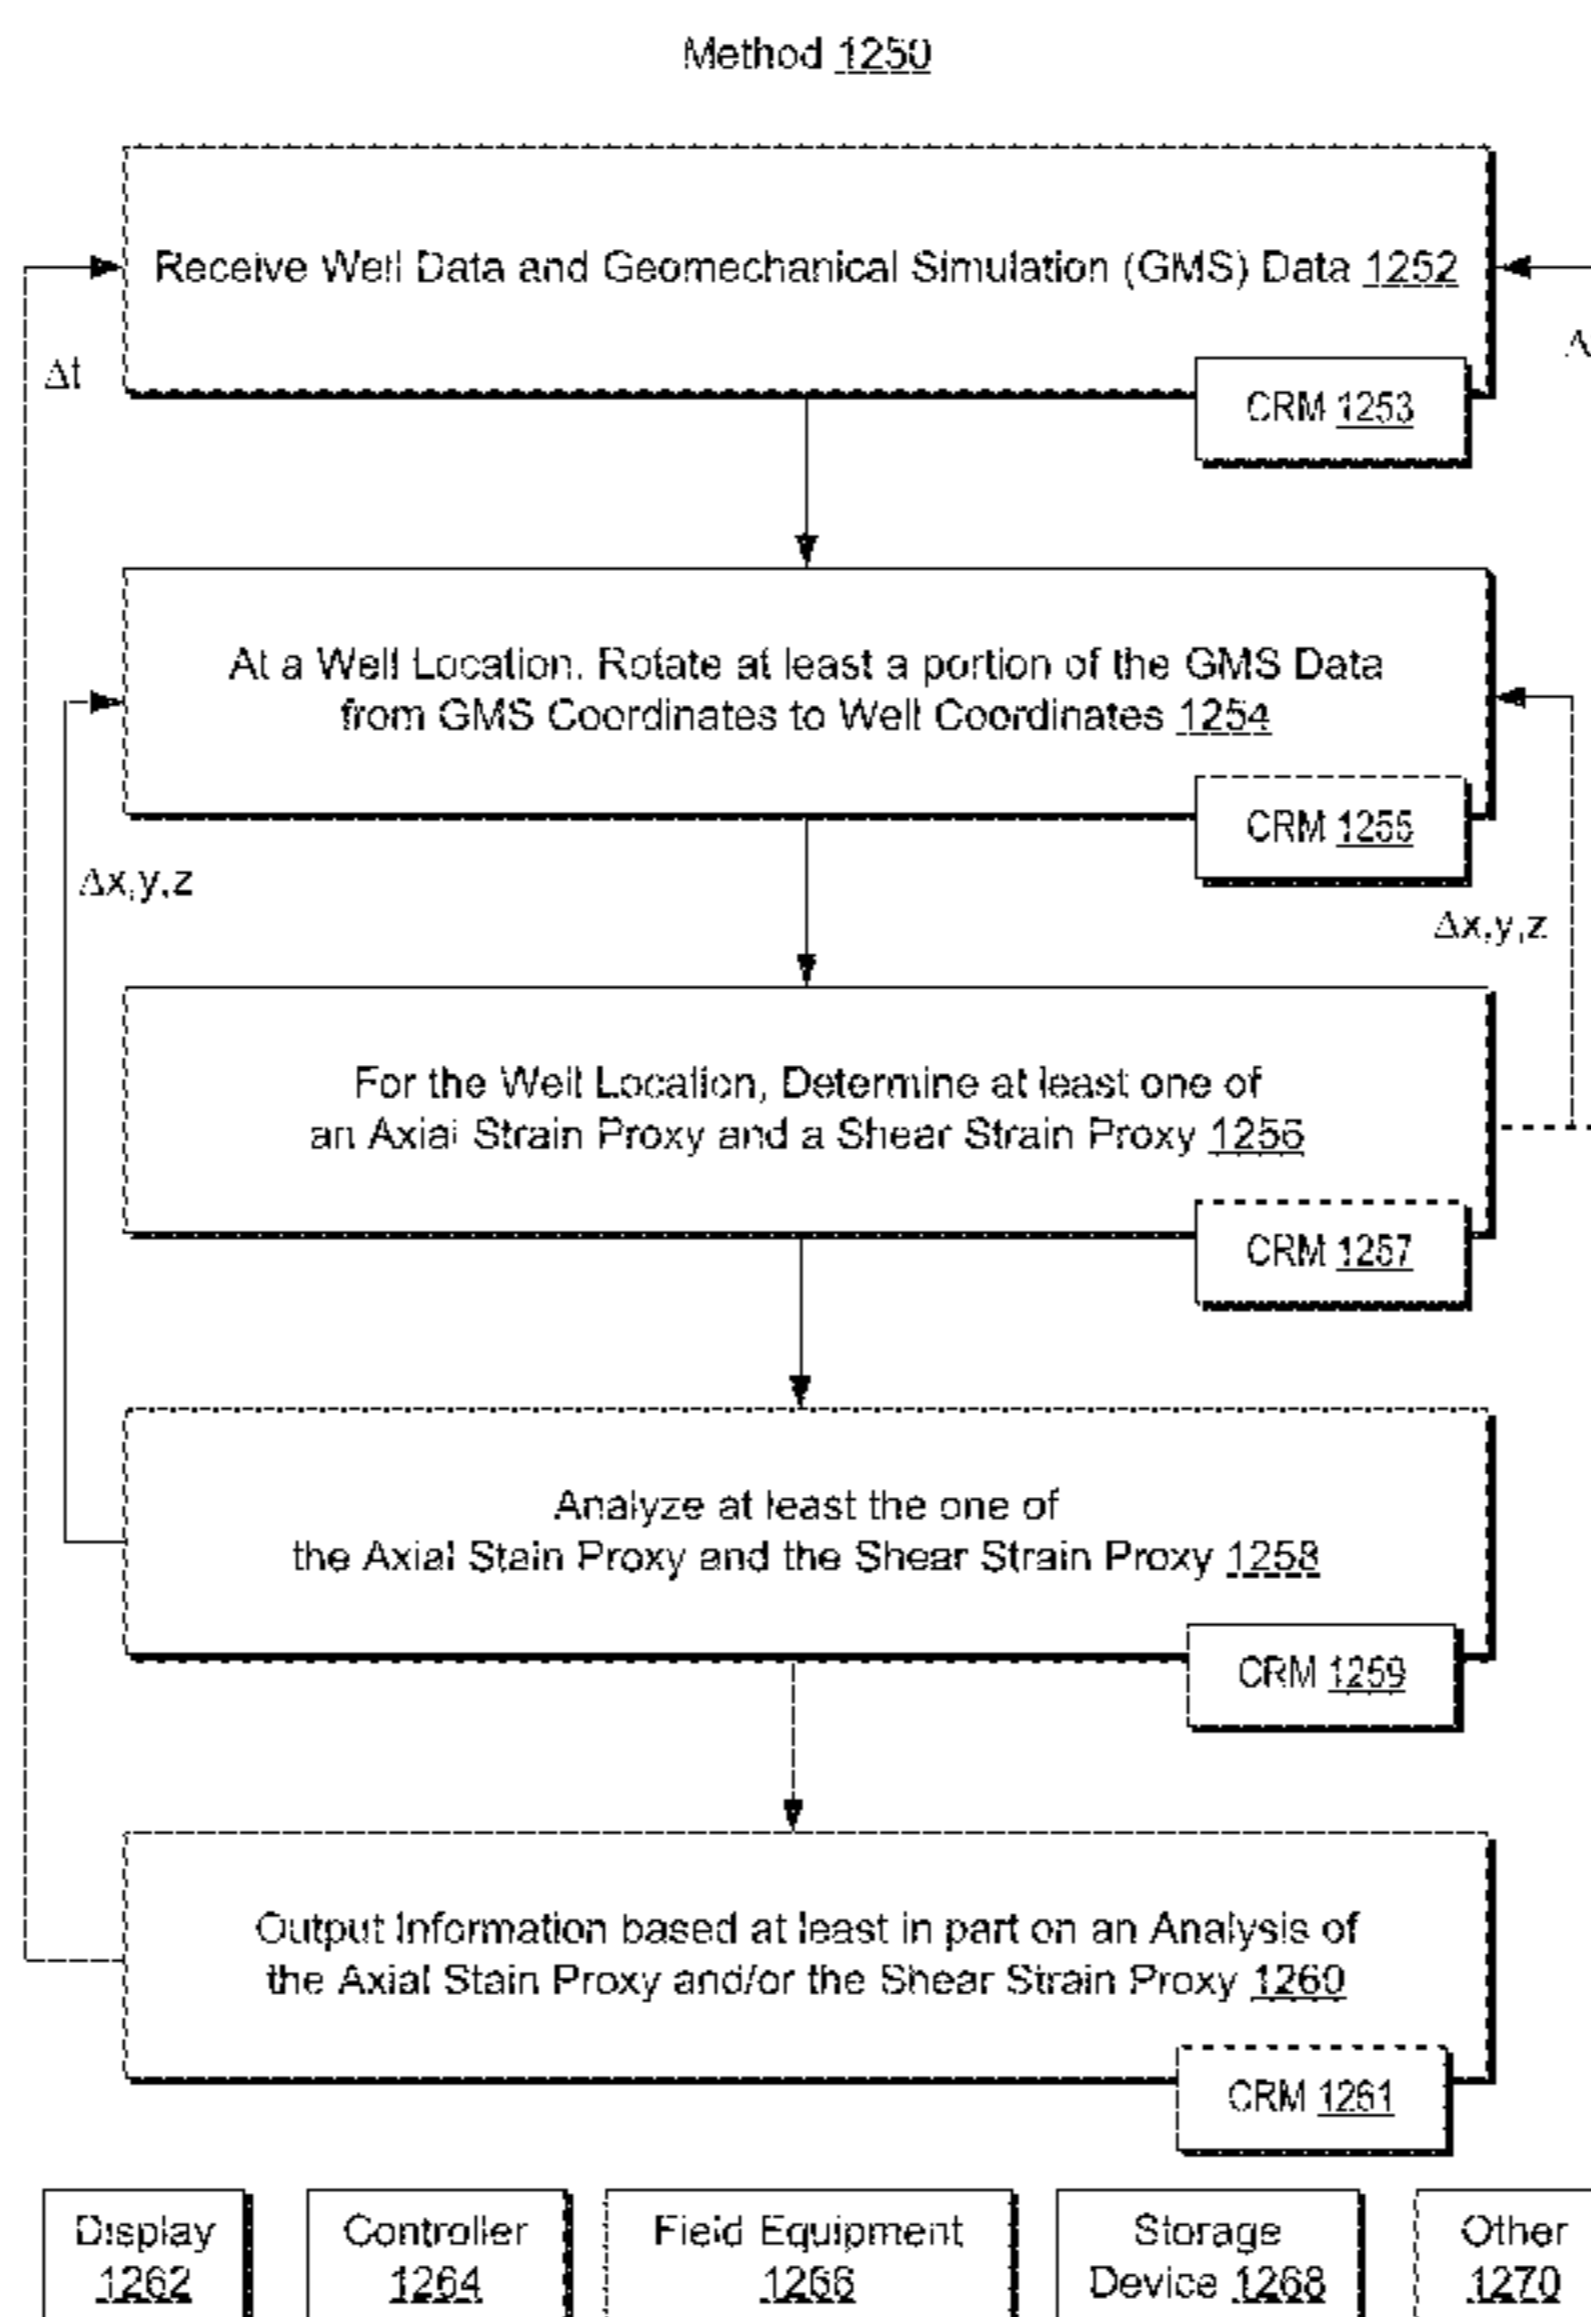 Method 1250
Receive Well Data and Geomechanical Simulation (GMS) Data 1252
Δt
CRM 1253
At a Well Location. Rotate at least a portion of the GMS Data
from GMS Coordinates to Well Coordinates 1254
CRM 1255
Δx,y,z
Δx,y,z
For the Well Location, Determine at least one of
an Axial Strain Proxy and a Shear Strain Proxy 1256
CRM 1257
Analyze at least the one of
the Axial Stain Proxy and the Shear Strain Proxy 1258
CRM 1259
Output Information based at least in part on an Analysis of
the Axial Stain Proxy and/or the Shear Strain Proxy 1260
CRM 1261
Display
1262
Controller
1264
Field Equipment
1266
Storage
Device 1268
Other
1270